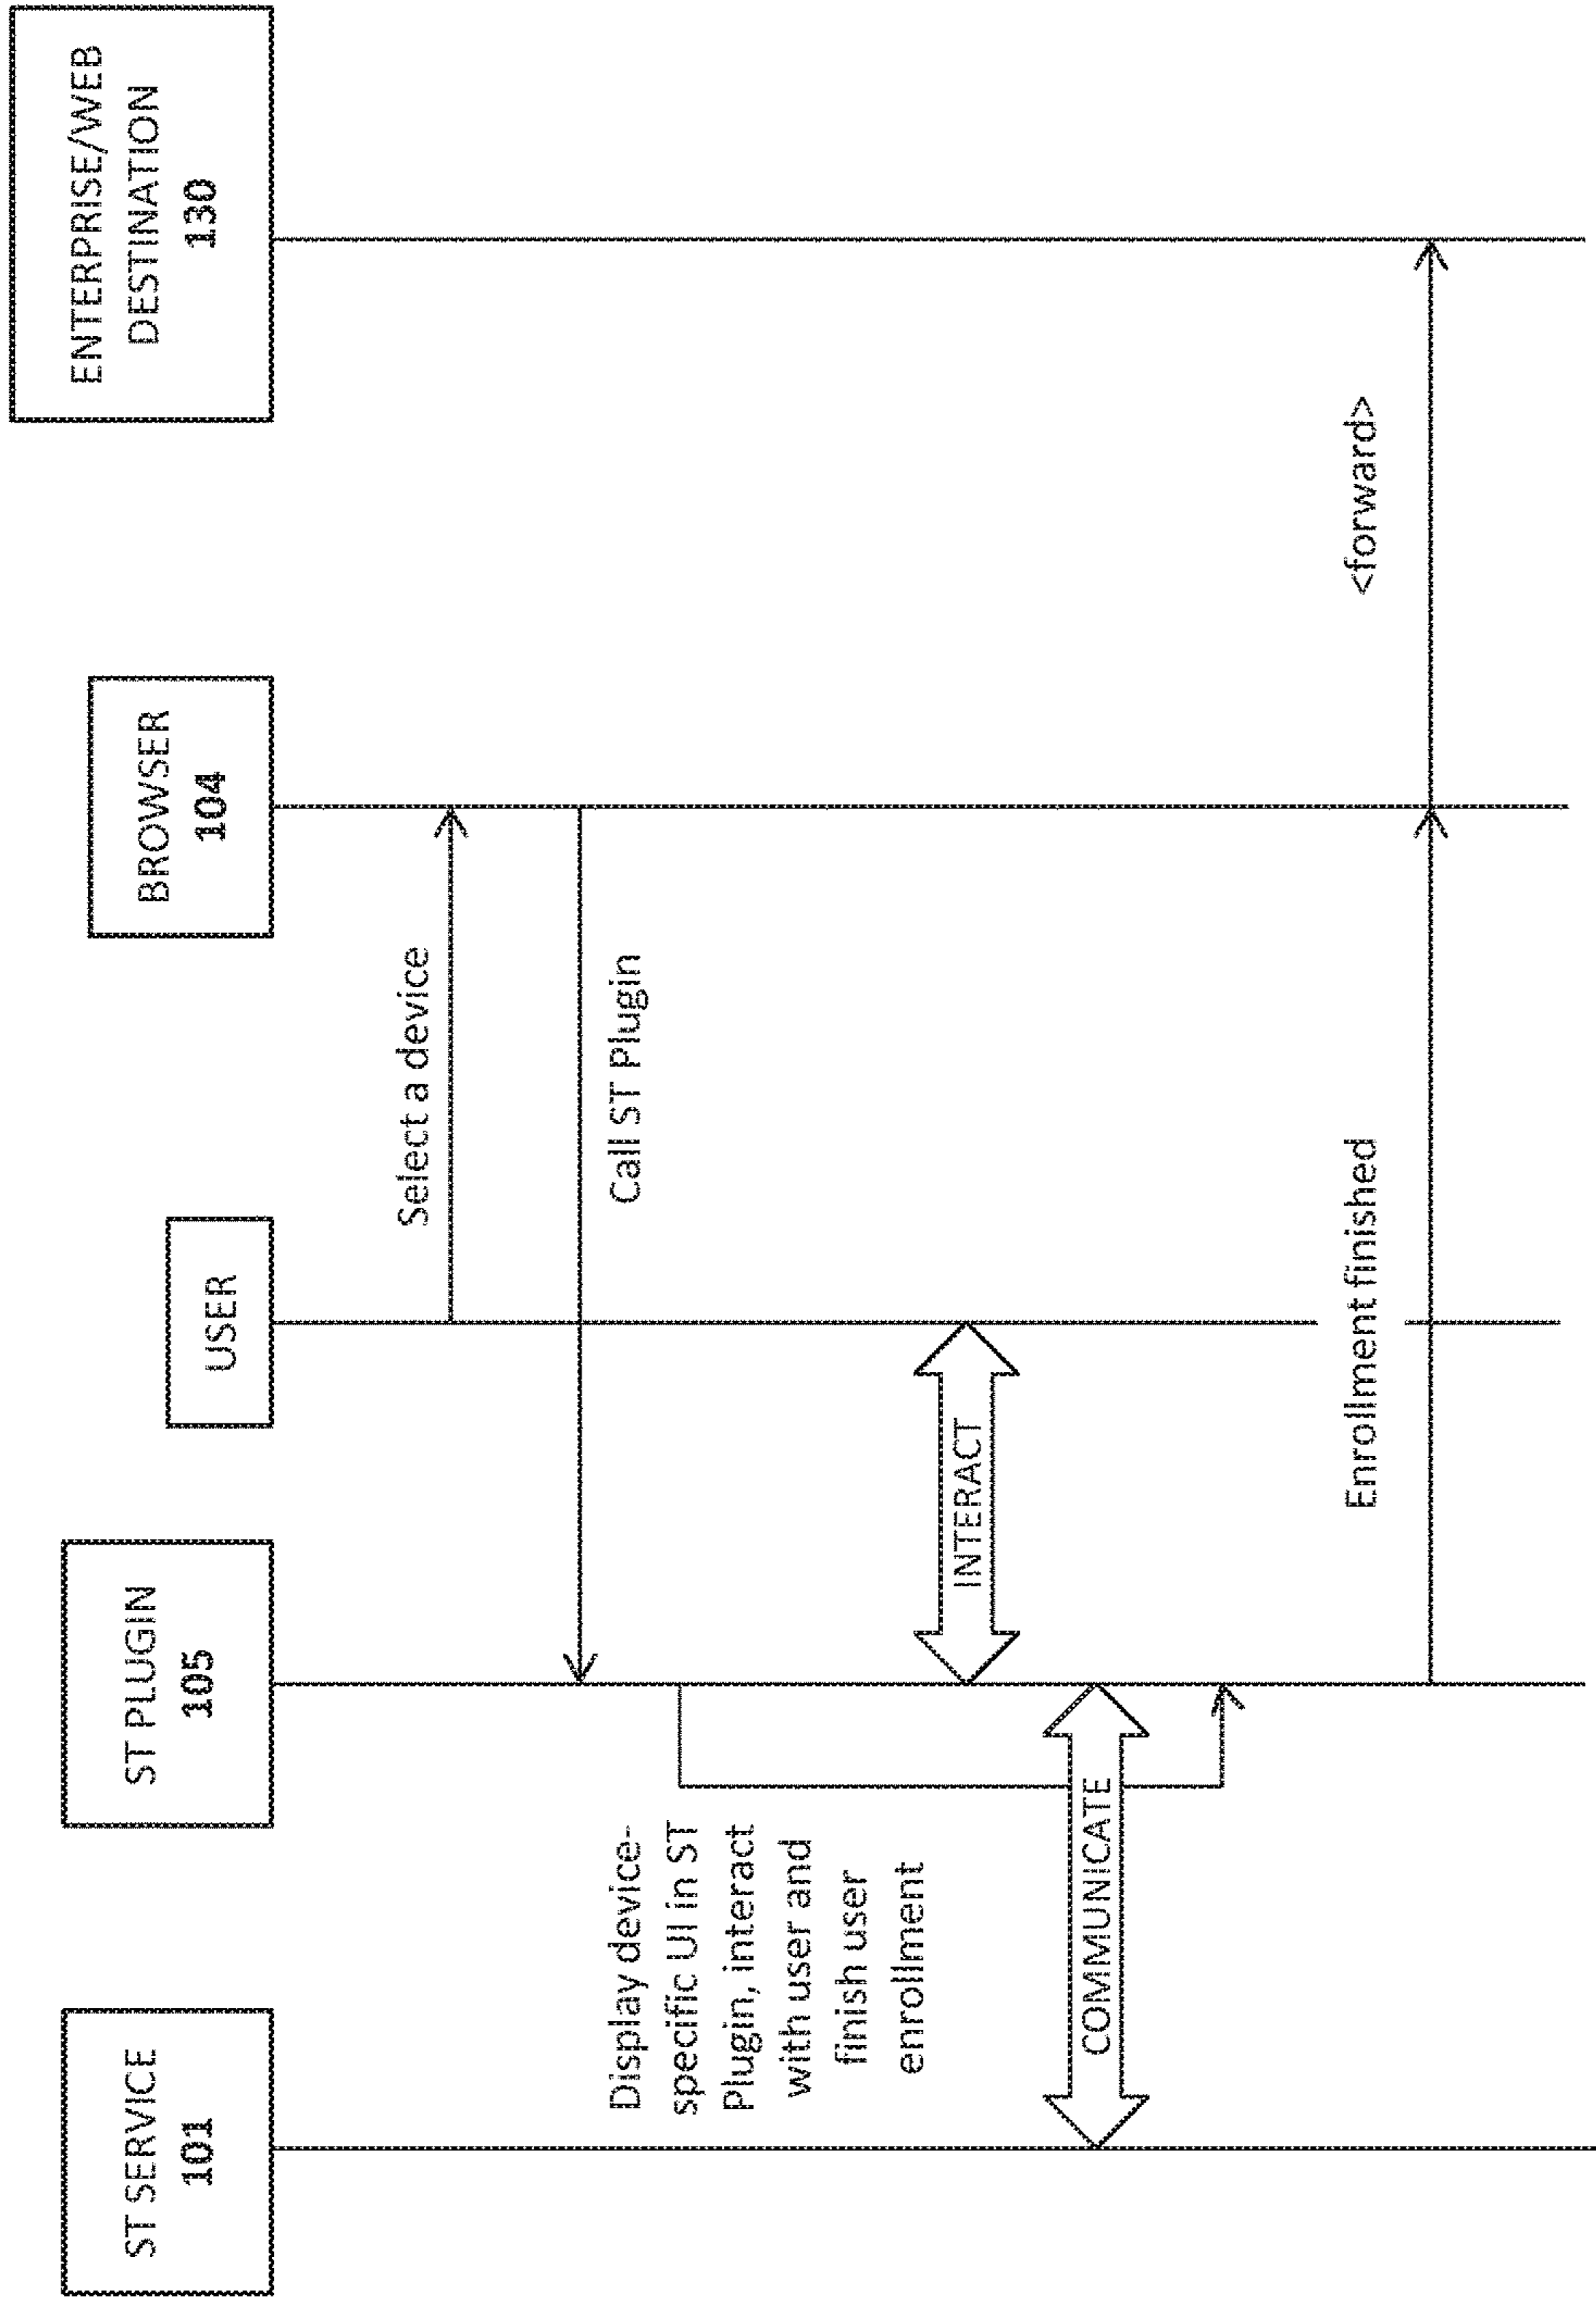 ST SERVICE
101
ST PLUGIN
105
USER
BROWSER
104
ENTERPRISE/WEB
DESTINATION
130
Select a device
Call ST Plugin
Display device-
specific UI in ST
Plugin, interact
with user and
finish user
enrollment
INTERACT
COMMUNICATE
Enrollment finished
<forward>